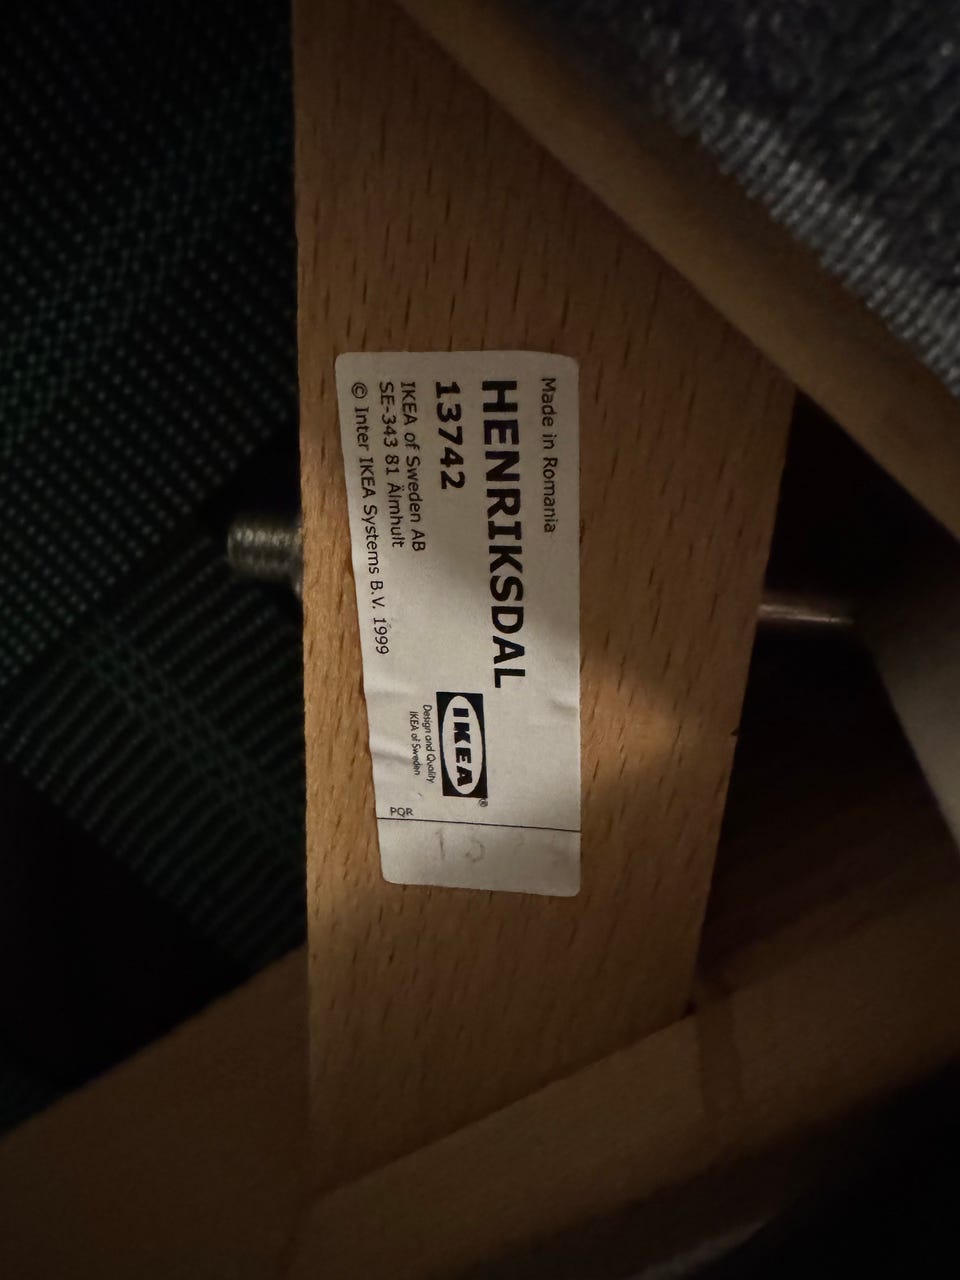 Made in Romania
HENRIKSDAL
13742
IKEA of Sweden AB
SE-343 81 Älmhult
© Inter IKEA Systems B.V. 1999
IKEA®
Design and Quality
IKEA of Sweden
PQR